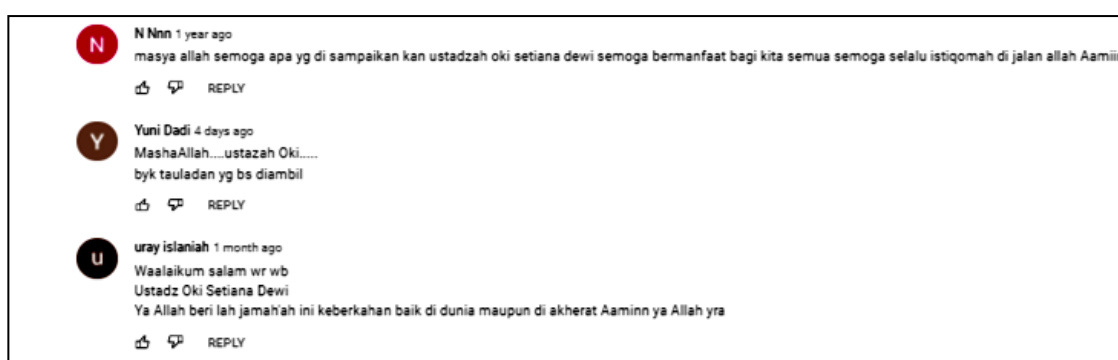 N
N Nnn 1 year ago
masya allah semoga apa yg di sampaikan kan ustadzah oki setiana dewi semoga bermanfaat bagi kita semua semoga selalu istiqomah di jalan allah Aamiin
REPLY
Y
Yuni Dadi 4 days ago
MashaAllah....ustazah Oki.....
byk tauladan yg bs diambil
REPLY
u
uray islaniah 1 month ago
Waalaikum salam wr wb
Ustadz Oki Setiana Dewi
Ya Allah beri lah jamah'ah ini keberkahan baik di dunia maupun di akherat Aaminn ya Allah yra
REPLY